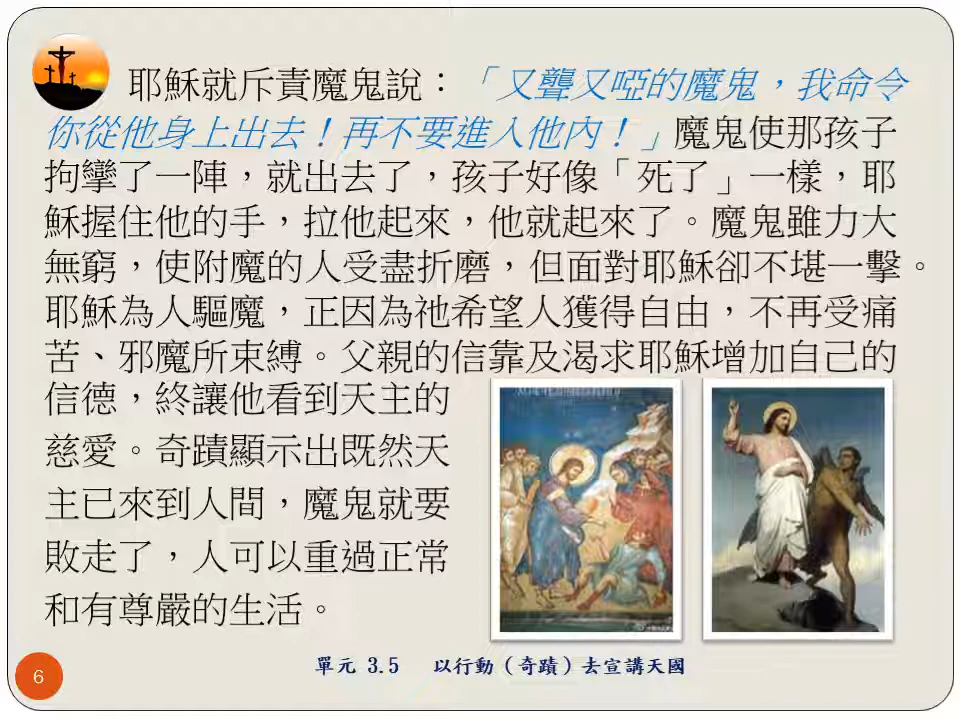 耶穌就斥責魔鬼說：「又聾又啞的魔鬼，我命令
你從他身上出去！再不要進入他內！」魔鬼使那孩子
拘攣了一陣，就出去了，孩子好像「死了」一樣，耶
穌握住他的手，拉他起來，他就起來了。魔鬼雖力大
無窮，使附魔的人受盡折磨，但面對耶穌卻不堪一擊。
耶穌為人驅魔，正因為祂希望人獲得自由，不再受痛
苦、邪魔所束縛。父親的信靠及渴求耶穌增加自己的
信德，終讓他看到天主的
慈愛。奇蹟顯示出既然天
主已來到人間，魔鬼就要
敗走了，人可以重過正常
和有尊嚴的生活。
單元 3.5 以行動（奇蹟）去宣講天國
6